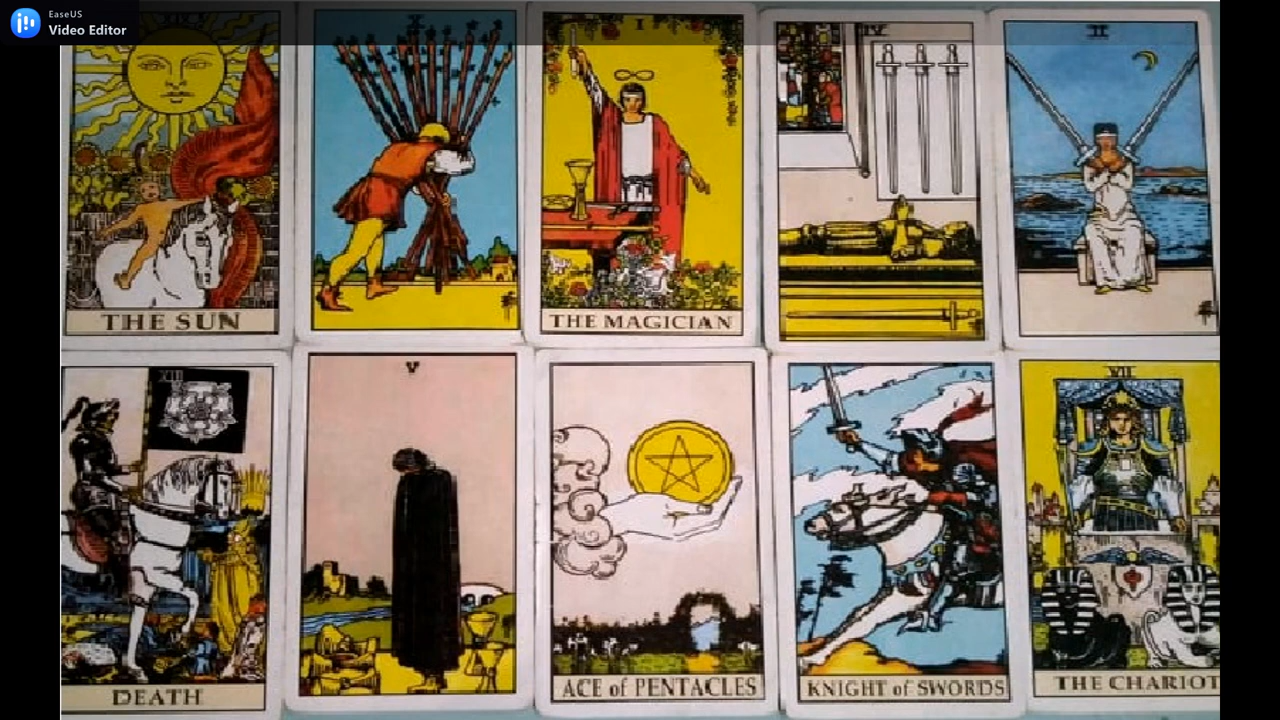 EaseUS
Video Editor
X
I
IV
II
THE SUN
THE MAGICIAN
XIII
V
VII
DEATH
ACE of PENTACLES
KNIGHT of SWORDS
THE CHARIOT